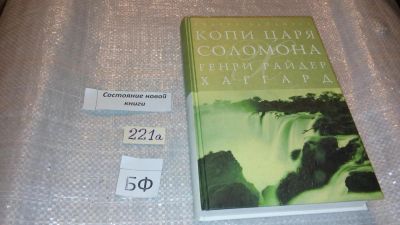 КОПИ ЦАРЯ
СОЛОМОНА
ГЕНРИ РАЙДЕР
ХАГГАРД
Состояние новой
книги
221а
БФ